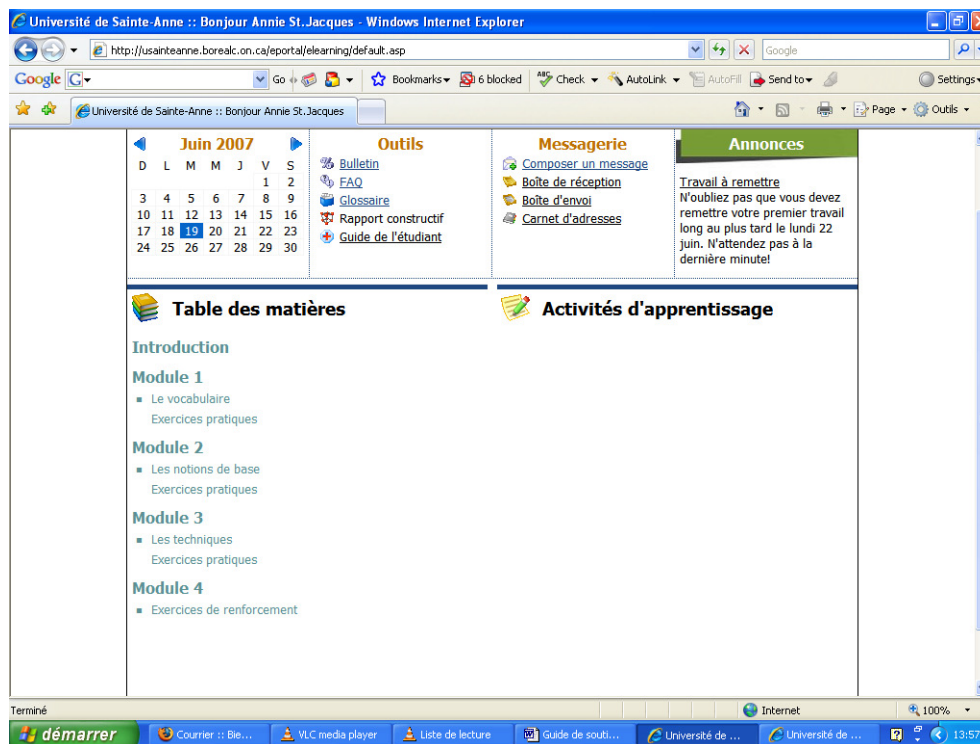 Université de Sainte-Anne :: Bonjour Annie St.Jacques - Windows Internet Explorer
http://usainteanne.borealc.on.ca/eportal/elearning/default.asp
Google
Google G Go Bookmarks 6 blocked ABC Check AutoLink AutoFill Send to Settings
Université de Sainte-Anne :: Bonjour Annie St.Jacques Page Outils
Juin 2007
D L M M J V S
1 2
3 4 5 6 7 8 9
10 11 12 13 14 15 16
17 18 19 20 21 22 23
24 25 26 27 28 29 30
Outils
Bulletin
FAQ
Glossaire
Rapport constructif
Guide de l'étudiant
Messagerie
Composer un message
Boîte de réception
Boîte d'envoi
Carnet d'adresses
Annonces
Travail à remettre
N'oubliez pas que vous devez
remettre votre premier travail
long au plus tard le lundi 22
juin. N'attendez pas à la
dernière minute!
Table des matières
Introduction
Module 1
Le vocabulaire
Exercices pratiques
Module 2
Les notions de base
Exercices pratiques
Module 3
Les techniques
Exercices pratiques
Module 4
Exercices de renforcement
Activités d'apprentissage
Terminé Internet 100%
démarrer Courrier :: Bie... VLC media player Liste de lecture Guide de souti... Université de ... Université de ...